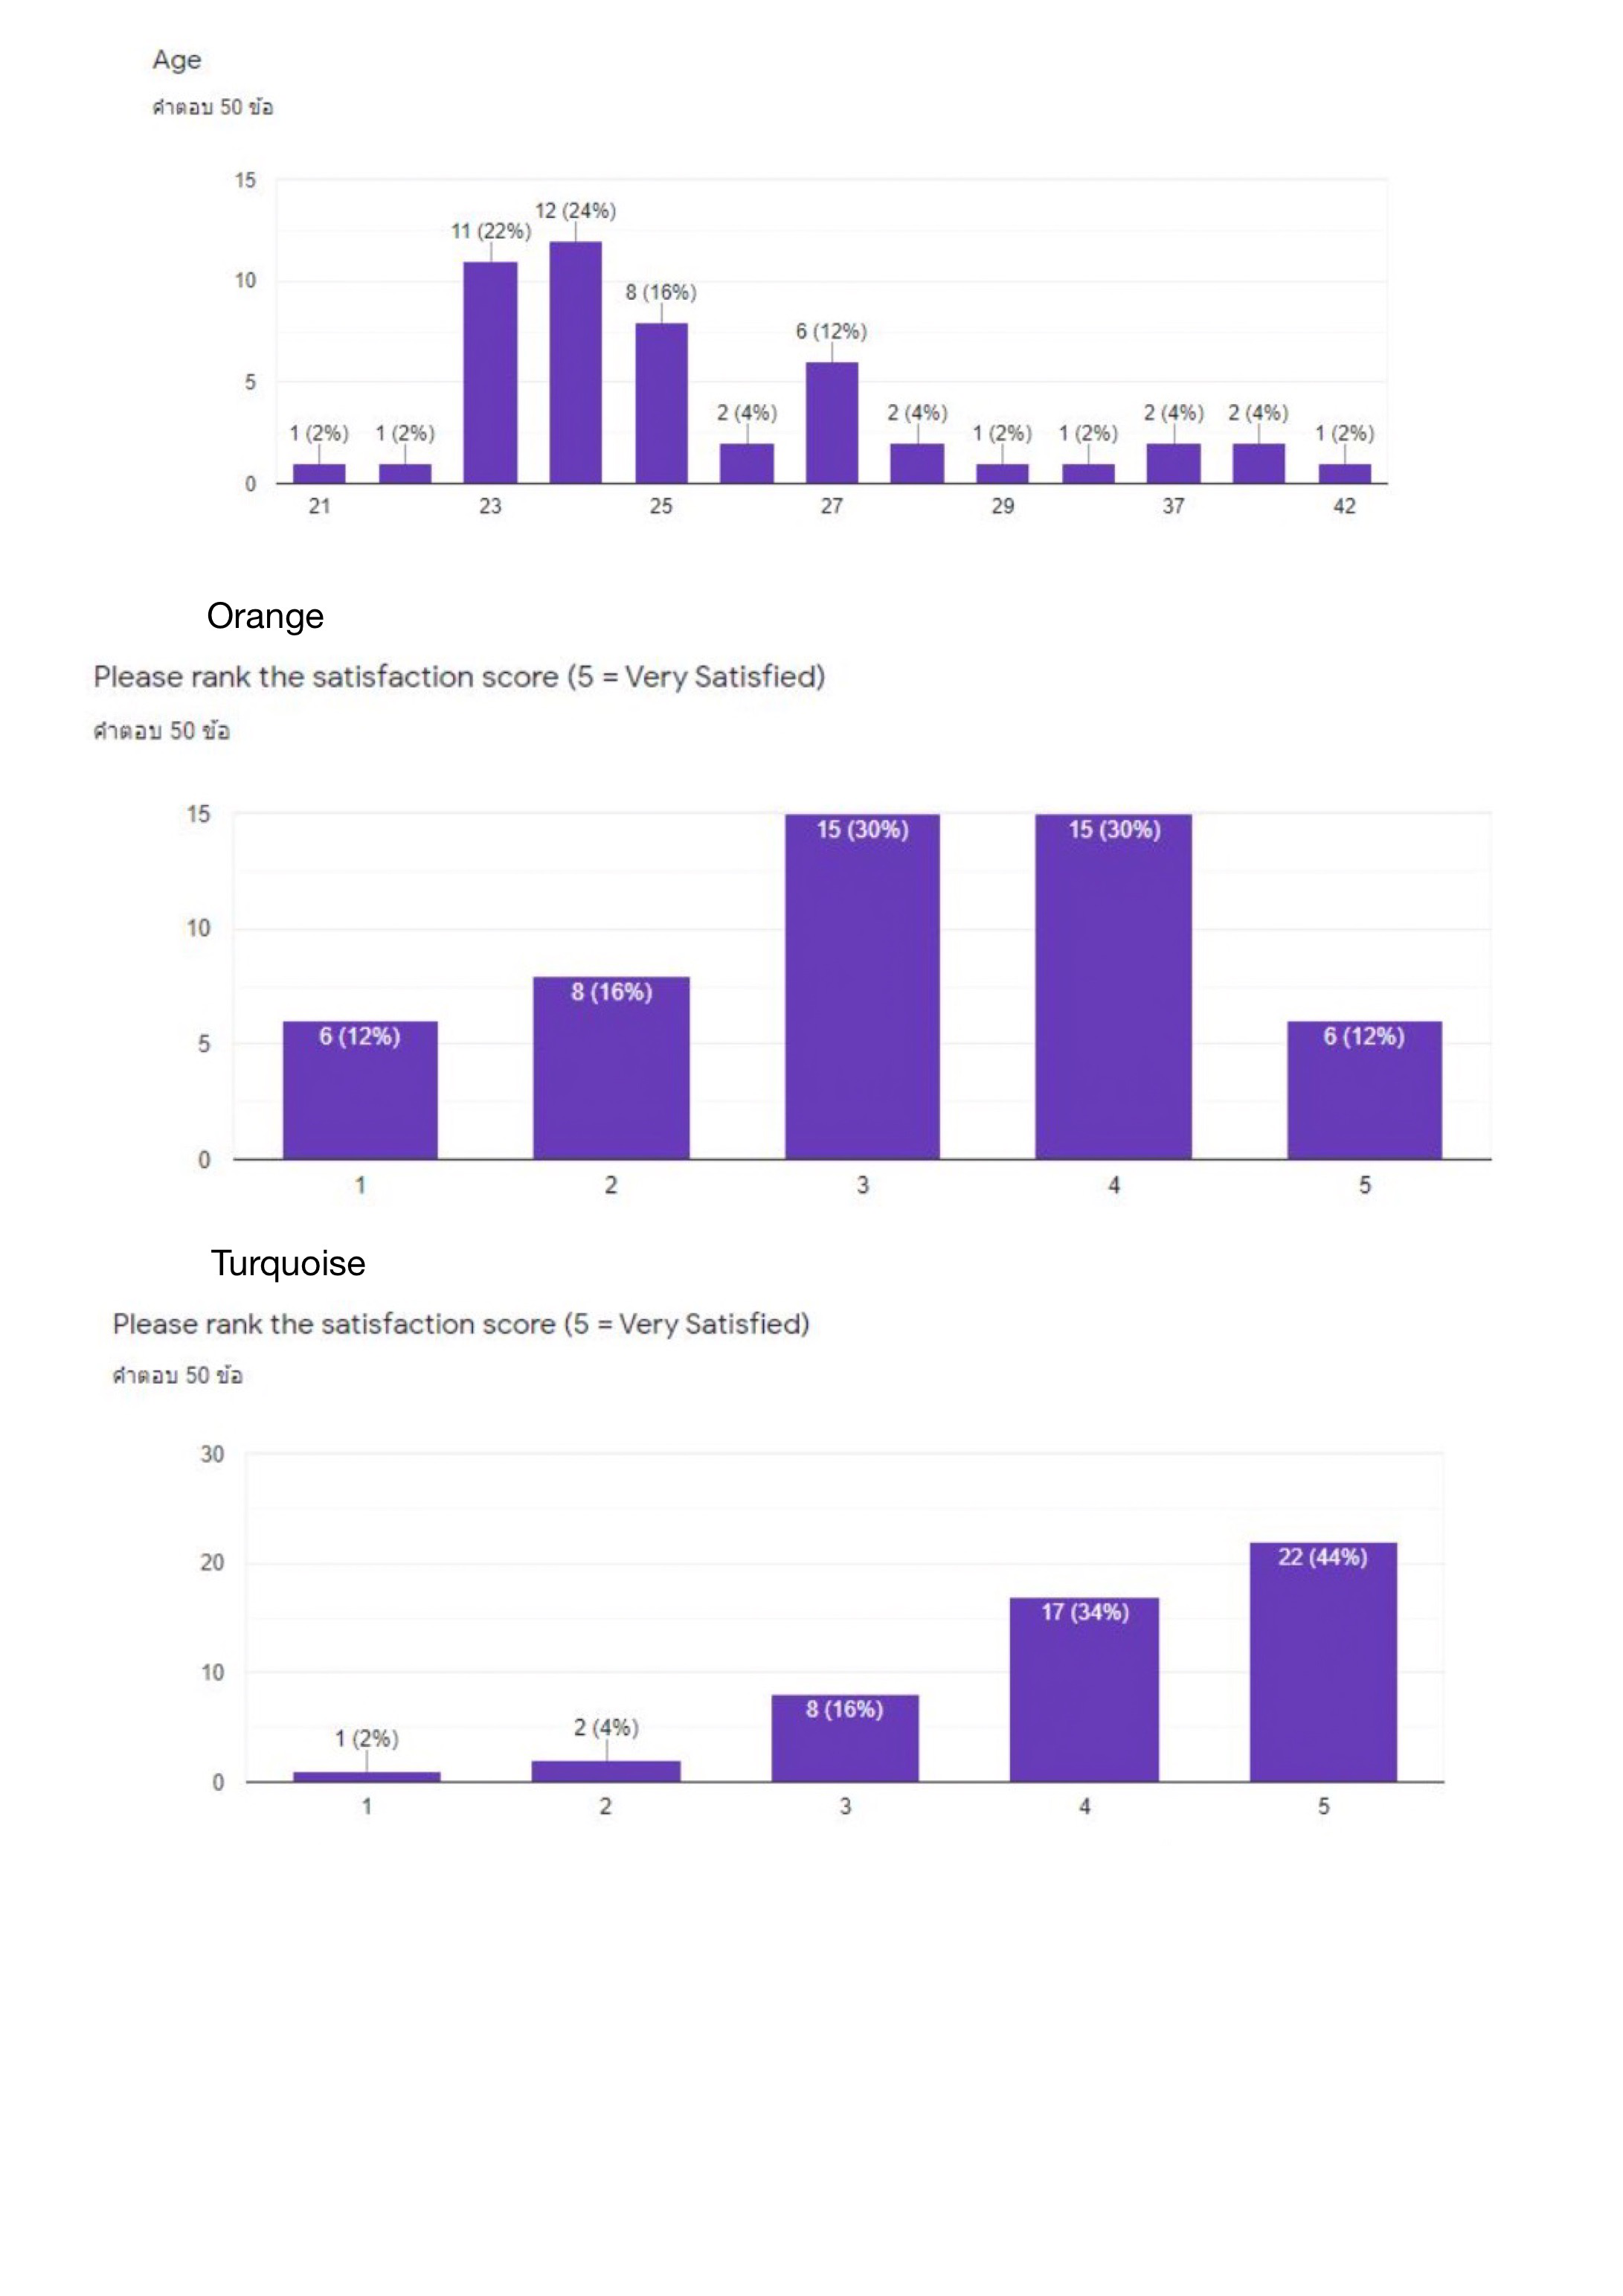 Age
คำตอบ 50 ข้อ
15
12 (24%)
11 (22%)
10
8 (16%)
6 (12%)
5
2 (4%) 2 (4%) 2 (4%) 2 (4%)
1 (2%) 1 (2%) 1 (2%) 1 (2%) 1 (2%)
0
21 23 25 27 29 37 42
Orange
Please rank the satisfaction score (5 = Very Satisfied)
คำตอบ 50 ข้อ
15
15 (30%) 15 (30%)
10
8 (16%)
6 (12%) 6 (12%)
5
0
1 2 3 4 5
Turquoise
Please rank the satisfaction score (5 = Very Satisfied)
คำตอบ 50 ข้อ
30
22 (44%)
20
17 (34%)
10
8 (16%)
2 (4%)
1 (2%)
0
1 2 3 4 5